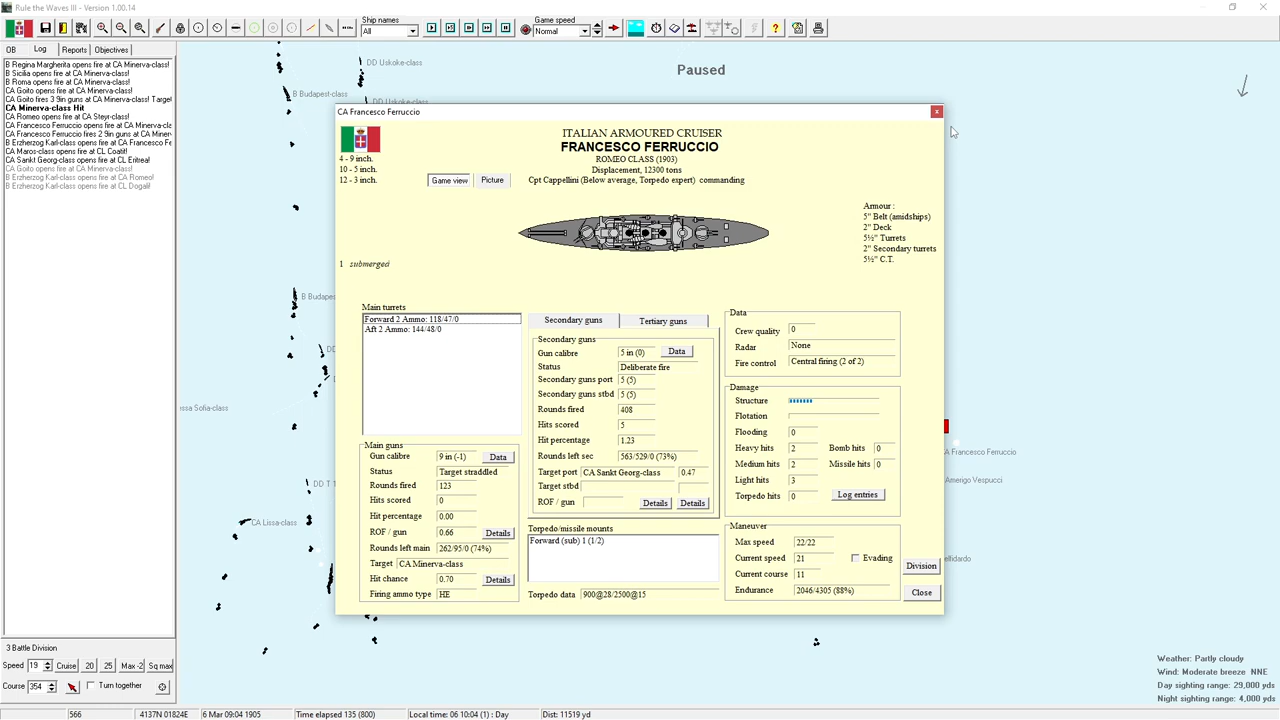 Rule the Waves III - Version 1.00.14
Ship names
All
Game speed
Normal
OB
Log
Reports
Objectives
B Regina Margherita opens fire at CA Minerva-class!
B Sicilia opens fire at CA Minerva-class!
B Roma opens fire at CA Minerva-class!
CA Goito opens fire at CA Minerva-class!
CA Goito fires 3 9in guns at CA Minerva-class! Targe
CA Minerva-class Hit
CA Romeo opens fire at CA Steyr-class!
CA Francesco Ferruccio opens fire at CA Minerva-cla
CA Francesco Ferruccio fires 2 9in guns at CA Miner
B Erzherzog Karl-class opens fire at CA Francesco Fe
CA Maros-class opens fire at CL Coatit!
CA Sankt Georg-class opens fire at CL Eritrea!
CA Goito opens fire at CA Minerva-class!
B Erzherzog Karl-class opens fire at CA Romeo!
B Erzherzog Karl-class opens fire at CL Dogali!
DD Uskoke-class
B Budapest-class
DD Uskoke-class
Paused
B Budape
DD
DD
ssa Sofia-class
DD T 1
CA Lissa-class
CA Francesco Ferruccio
ITALIAN ARMOURED CRUISER
FRANCESCO FERRUCCIO
ROMEO CLASS (1903)
Displacement, 12300 tons
Cpt Cappellini (Below average, Torpedo expert) commanding
4 - 9 inch.
10 - 5 inch.
12 - 3 inch.
Game view
Picture
Armour :
5" Belt (amidships)
2" Deck
5½" Turrets
2" Secondary turrets
5½" C.T.
1 submerged
Main turrets
Forward 2 Ammo: 118/47/0
Aft 2 Ammo: 144/48/0
Main guns
Gun calibre 9 in (-1) Data
Status Target straddled
Rounds fired 123
Hits scored 0
Hit percentage 0.00
ROF / gun 0.66 Details
Rounds left main 262/95/0 (74%)
Target CA Minerva-class
Hit chance 0.70 Details
Firing ammo type HE
Secondary guns
Tertiary guns
Secondary guns
Gun calibre 5 in (0) Data
Status Deliberate fire
Secondary guns port 5 (5)
Secondary guns stbd 5 (5)
Rounds fired 408
Hits scored 5
Hit percentage 1.23
Rounds left sec 563/529/0 (73%)
Target port CA Sankt Georg-class 0.47
Target stbd
ROF / gun Details Details
Torpedo/missile mounts
Forward (sub) 1 (1/2)
Torpedo data 900@28/2500@15
Data
Crew quality 0
Radar None
Fire control Central firing (2 of 2)
Damage
Structure
Flotation
Flooding 0
Heavy hits 2 Bomb hits 0
Medium hits 2 Missile hits 0
Light hits 3
Torpedo hits 0 Log entries
Maneuver
Max speed 22/22
Current speed 21 Evading
Current course 11
Endurance 2046/4305 (88%)
Division
Close
A Francesco Ferruccio
Amerigo Vespucci
elfidardo
3 Battle Division
Speed 19 Cruise 20 25 Max -2 Sq max
Course 354 Turn together
Weather: Partly cloudy
Wind: Moderate breeze NNE
Day sighting range: 29,000 yds
Night sighting range: 4,000 yds
566
4137N 01824E
6 Mar 09:04 1905
Time elapsed 135 (800)
Local time: 06 10:04 (1) : Day
Dist: 11519 yd